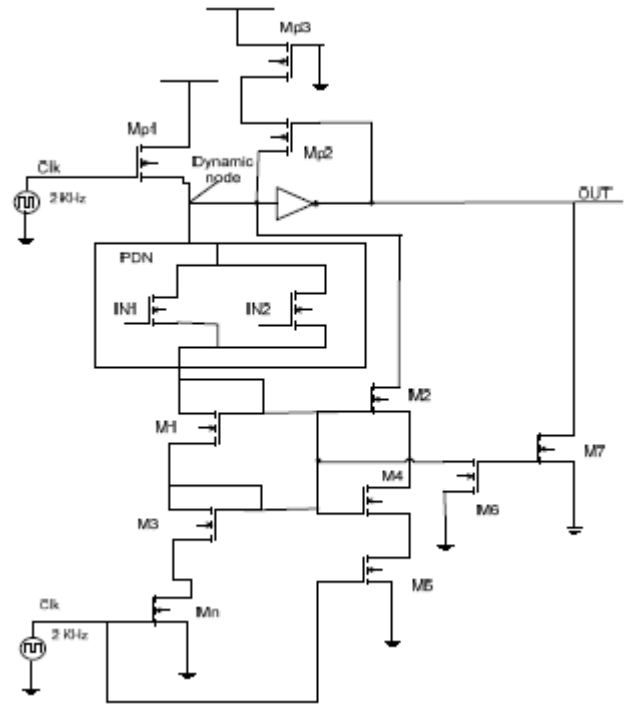 Mp3
Mp1
Mp2
Clk
Dynamic
node
2 KHz
OUT
PDN
IN1
IN2
M2
M1
M7
M4
M6
M3
M5
Clk
Mn
2 KHz